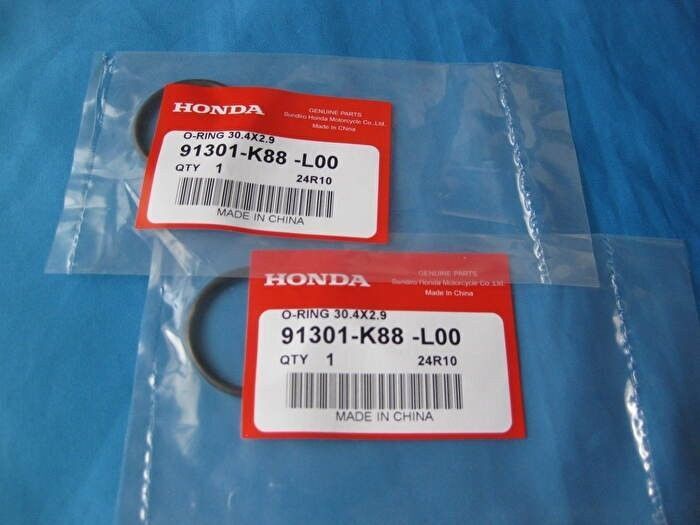 HONDA
GENUINE PARTS
Sundiro Honda Motorcycle Co.,Ltd.
Made In China
O-RING 30.4X2.9
91301-K88 -L00
QTY 1 24R10
MADE IN CHINA
HONDA
GENUINE PARTS
Sundiro Honda Motorcycle Co.,Ltd.
Made In China
O-RING 30.4X2.9
91301-K88 -L00
QTY 1 24R10
MADE IN CHINA